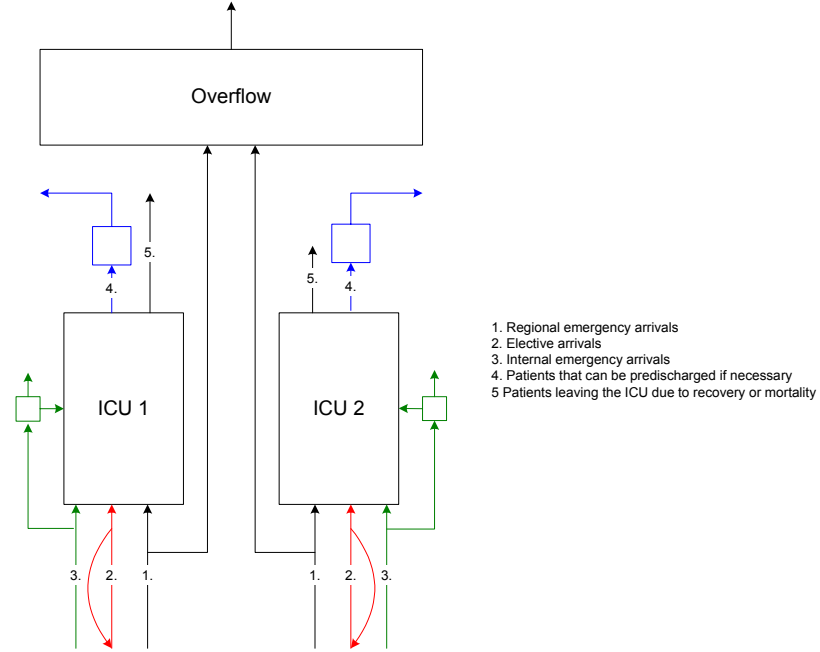 Overflow
5.
4.
5.
4.
ICU 1
ICU 2
1. Regional emergency arrivals
2. Elective arrivals
3. Internal emergency arrivals
4. Patients that can be predischarged if necessary
5 Patients leaving the ICU due to recovery or mortality
3.
2.
1.
1.
2.
3.